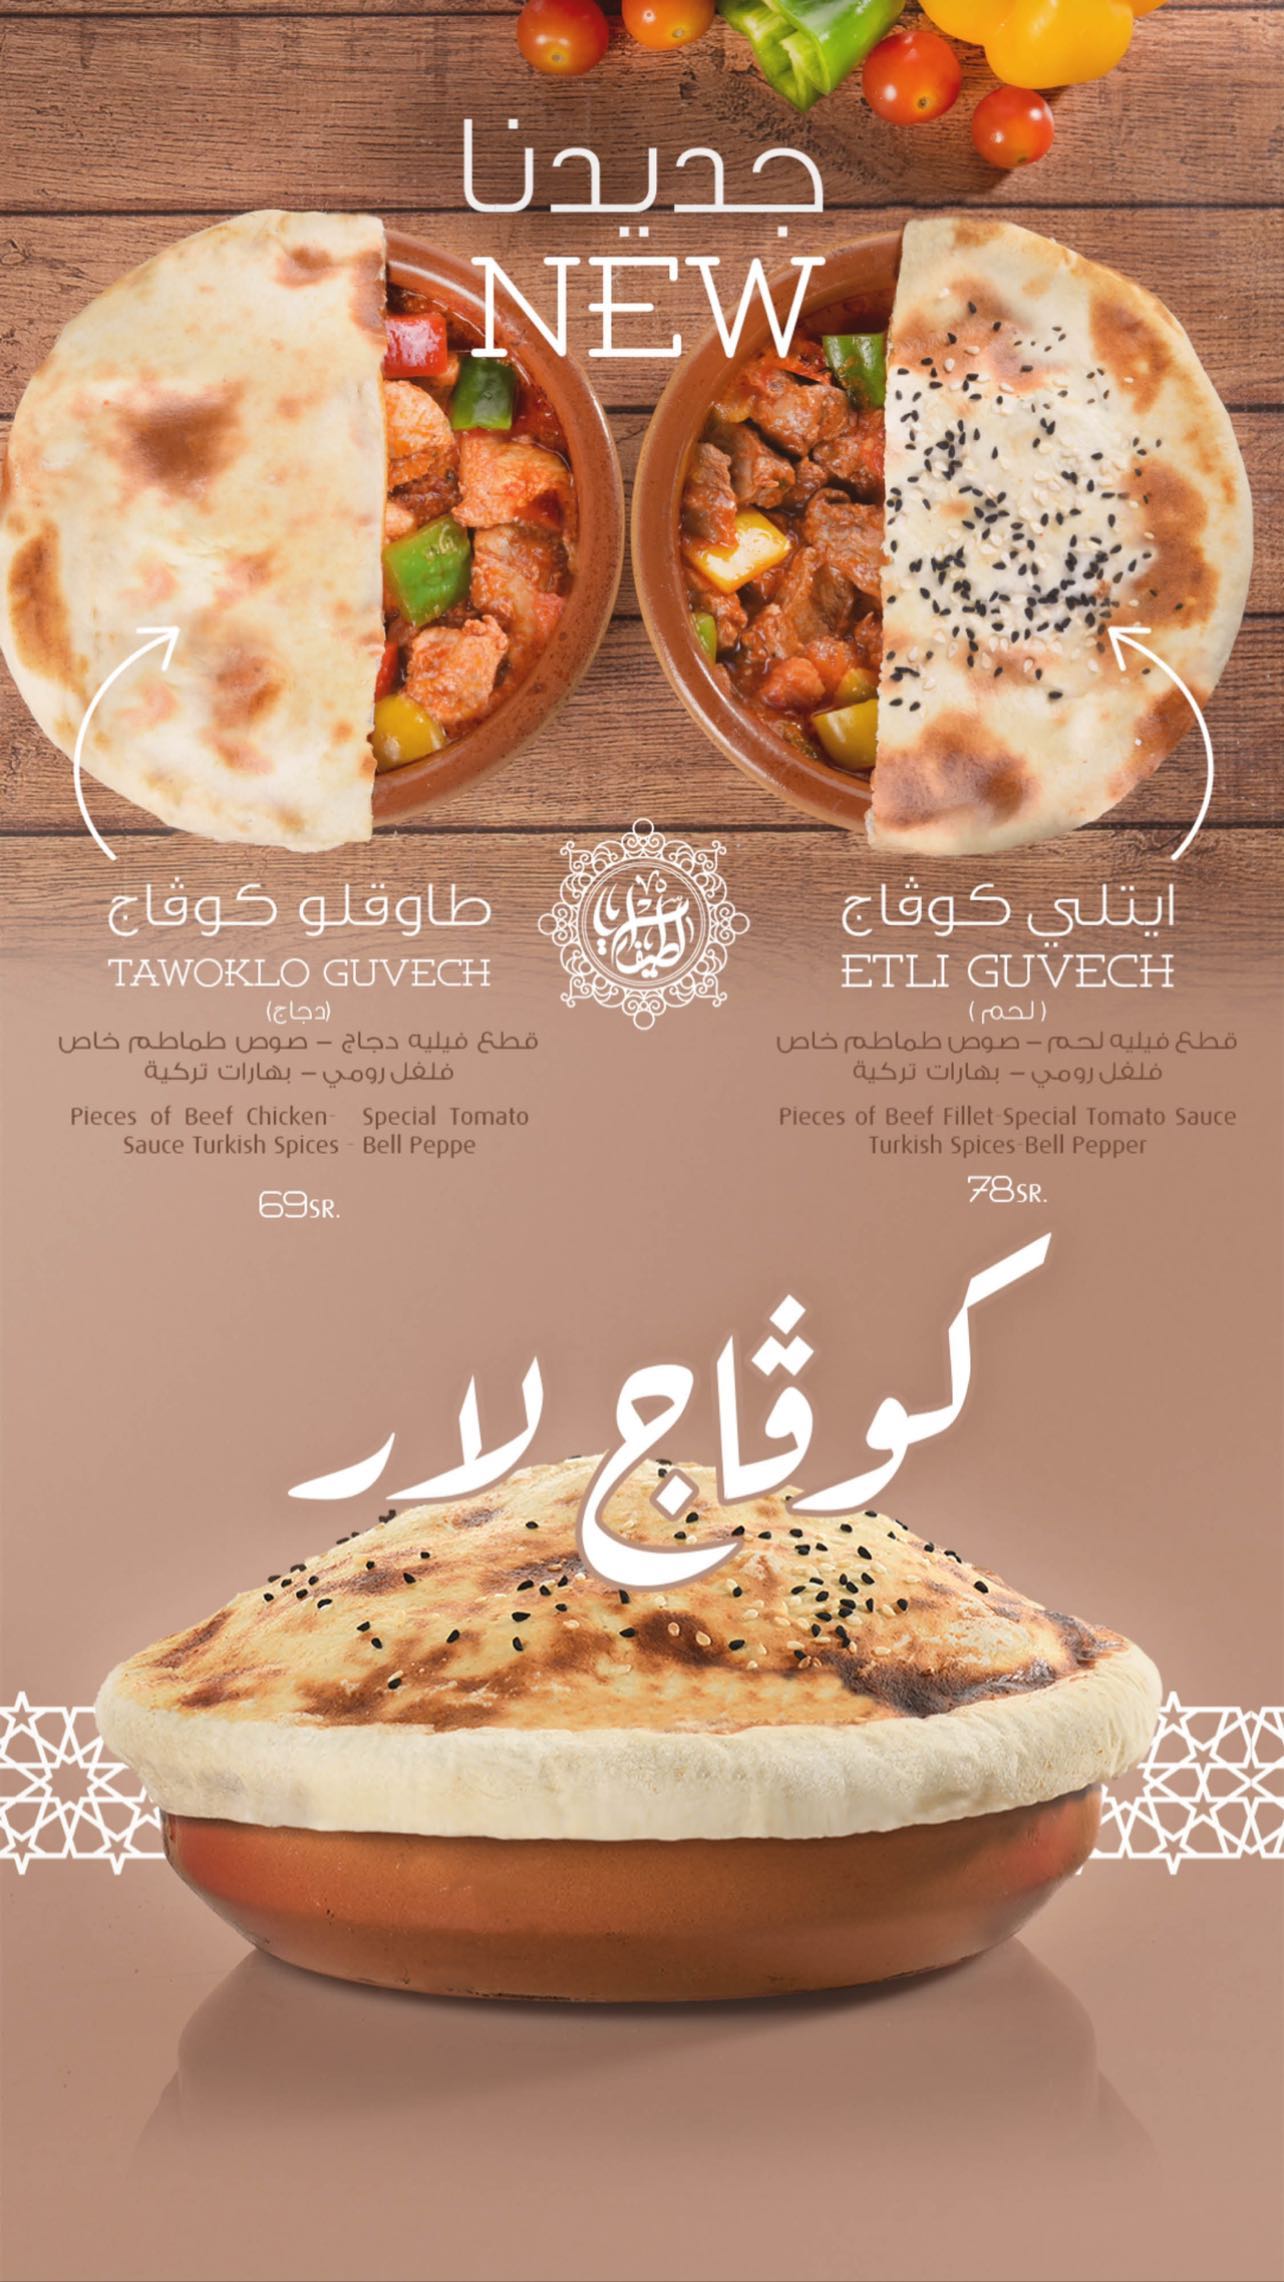 جديدنا
NEW
طاوقلو كوڤاج
TAWOKLO GUVECH
(دجاج)
قطع فيليه دجاج – صوص طماطم خاص
فلفل رومي – بهارات تركية
Pieces of Beef Chicken- Special Tomato
Sauce Turkish Spices - Bell Peppe
69SR.
ايتلي كوڤاج
ETLI GUVECH
(لحم)
قطع فيليه لحم – صوص طماطم خاص
فلفل رومي – بهارات تركية
Pieces of Beef Fillet-Special Tomato Sauce
Turkish Spices-Bell Pepper
78SR.
كوڤاج لار